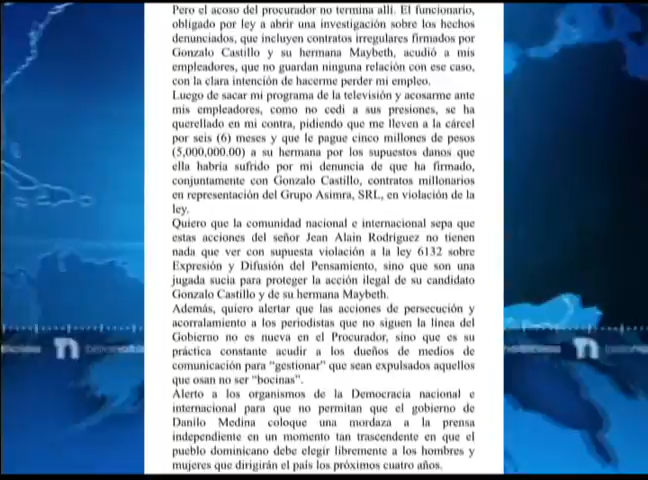 Pero el acoso del procurador no termina allí. El funcionario,
obligado por ley a abrir una investigación sobre los hechos
denunciados, que incluyen contratos irregulares firmados por
Gonzalo Castillo y su hermana Maybeth, acudió a mis
empleadores, que no guardan ninguna relación con ese caso,
con la clara intención de hacerme perder mi empleo.
Luego de sacar mi programa de la televisión y acosarme ante
mis empleadores, como no cedi a sus presiones, se ha
querellado en mi contra, pidiendo que me lleven a la cárcel
por seis (6) meses y que le pague cinco millones de pesos
(5,000,000.00) a su hermana por los supuestos danos que
ella habría sufrido por mi denuncia de que ha firmado,
conjuntamente con Gonzalo Castillo, contratos millonarios
en representación del Grupo Asimra, SRL, en violación de la
ley.
Quiero que la comunidad nacional e internacional sepa que
estas acciones del señor Jean Alain Rodríguez no tienen
nada que ver con supuesta violación a la ley 6132 sobre
Expresión y Difusión del Pensamiento, sino que son una
jugada sucia para proteger la acción ilegal de su candidato
Gonzalo Castillo y de su hermana Maybeth.
Además, quiero alertar que las acciones de persecución y
acorralamiento a los periodistas que no siguen la línea del
Gobierno no es nueva en el Procurador, sino que es su
práctica constante acudir a los dueños de medios de
comunicación para "gestionar" que sean expulsados aquellos
que osan no ser "bocinas".
Alerto a los organismos de la Democracia nacional e
internacional para que no permitan que el gobierno de
Danilo Medina coloque una mordaza a la prensa
independiente en un momento tan trascendente en que el
pueblo dominicano debe elegir libremente a los hombres y
mujeres que dirigirán el país los próximos cuatro años.